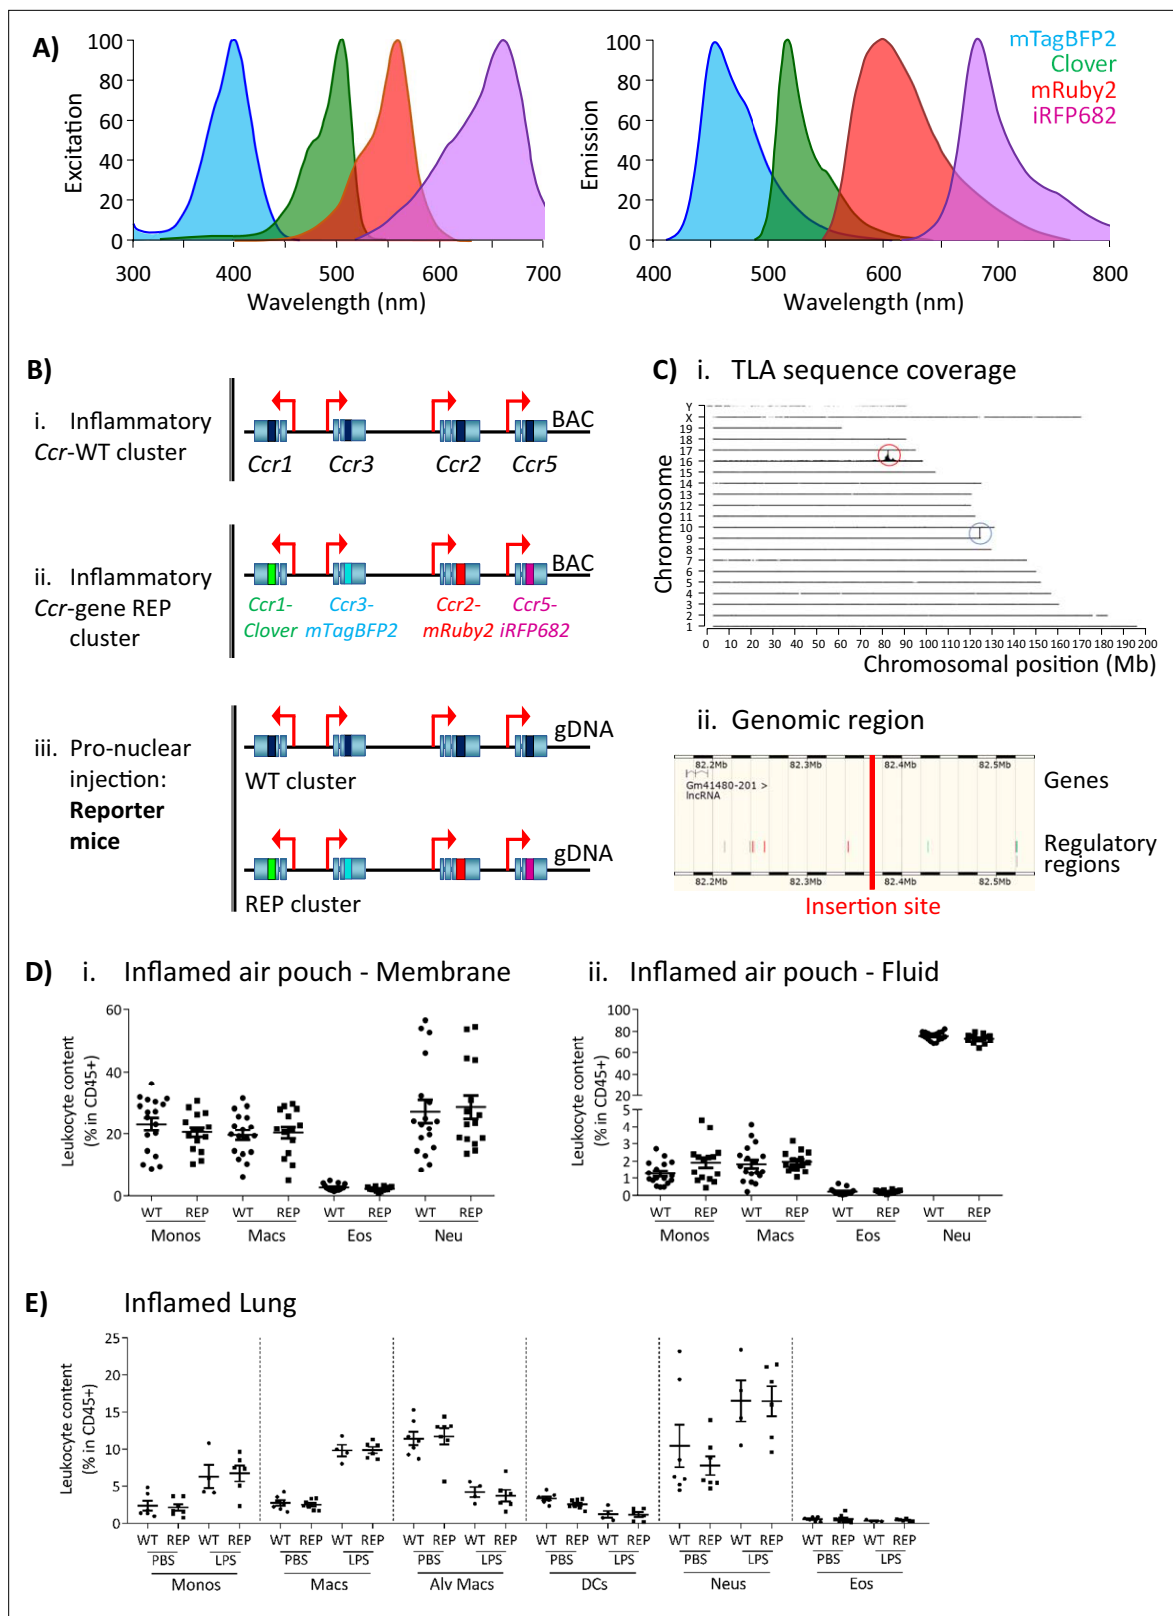 A)
100
80
60
40
20
0
Excitation
300 400 500 600 700
Wavelength (nm)
100
80
60
40
20
0
Emission
400 500 600 700 800
Wavelength (nm)
mTagBFP2
Clover
mRuby2
iRFP682
B)
i. Inflammatory
Ccr-WT cluster
BAC
Ccr1 Ccr3 Ccr2 Ccr5
ii. Inflammatory
Ccr-gene REP
cluster
BAC
Ccr1- Ccr3- Ccr2- Ccr5-
Clover mTagBFP2 mRuby2 iRFP682
iii. Pro-nuclear
injection:
Reporter
mice
gDNA
WT cluster
gDNA
REP cluster
C) i. TLA sequence coverage
Chromosome
Y
X
19
18
17
16
15
14
13
12
11
10
9
8
7
6
5
4
3
2
1
0 10 20 30 40 50 60 70 80 90 100 110 120 130 140 150 160 170 180 190 200
Chromosomal position (Mb)
ii. Genomic region
82.2Mb 82.3Mb 82.4Mb 82.5Mb
Gm41480-201 >
lncRNA
Genes
Regulatory
regions
82.2Mb 82.3Mb 82.4Mb 82.5Mb
Insertion site
D) i. Inflamed air pouch - Membrane
Leukocyte content
(% in CD45+)
60
40
20
0
WT REP WT REP WT REP WT REP
Monos Macs Eos Neu
ii. Inflamed air pouch - Fluid
Leukocyte content
(% in CD45+)
100
80
60
40
20
5
4
3
2
1
0
WT REP WT REP WT REP WT REP
Monos Macs Eos Neu
E) Inflamed Lung
Leukocyte content
(% in CD45+)
25
20
15
10
5
0
WT REP WT REP WT REP WT REP WT REP WT REP WT REP WT REP WT REP WT REP WT REP WT REP
PBS LPS PBS LPS PBS LPS PBS LPS PBS LPS PBS LPS
Monos Macs Alv Macs DCs Neus Eos